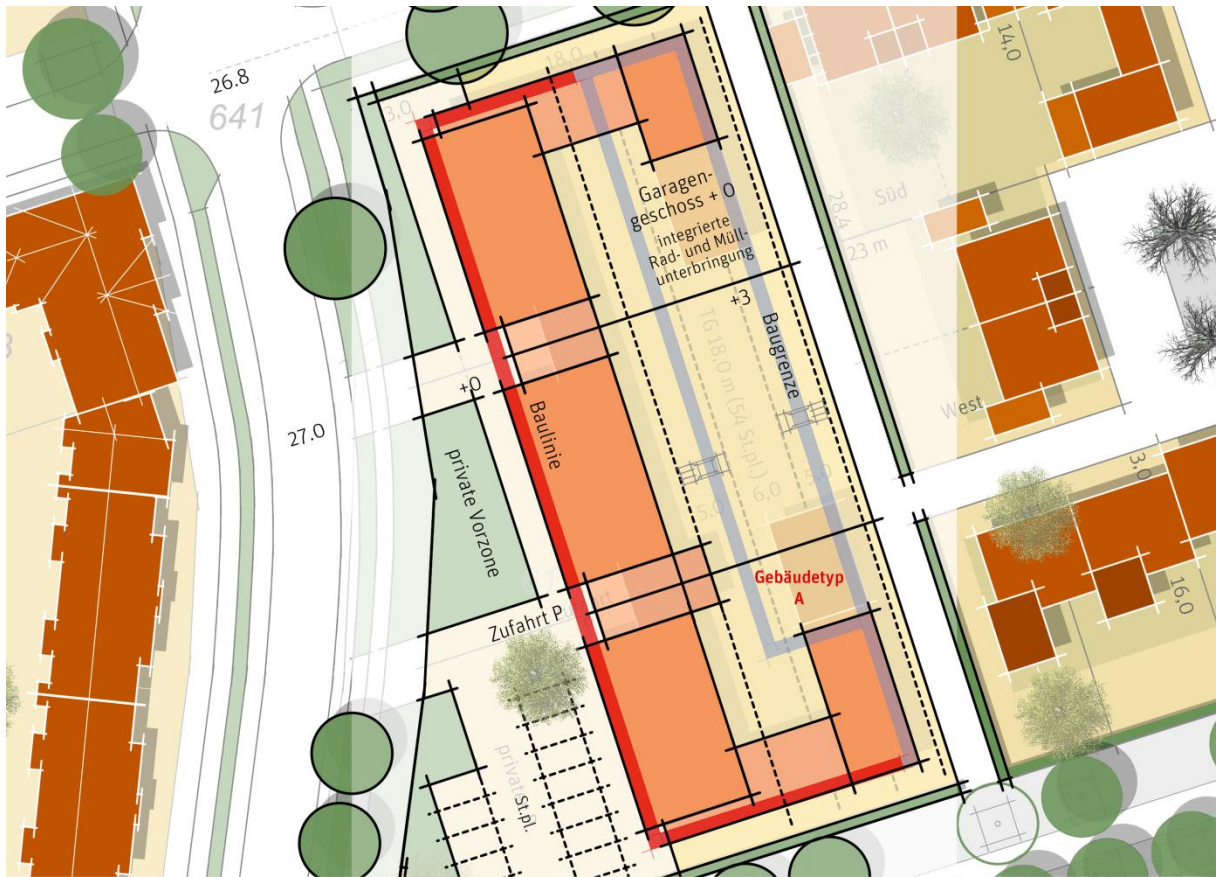 26.8
641
3,0
18.0
14,0
Garagen-
geschoss + 0
integrierte
Rad- und Müll-
unterbringung
28.4
Süd
23 m
+3
Baugrenze
TG 18,0 m (54 St.pl.)
+0
Baulinie
27.0
private Vorzone
West
3,0
5.0
6.0
5.0
16,0
Gebäudetyp
A
Zufahrt P
private
St.pl.